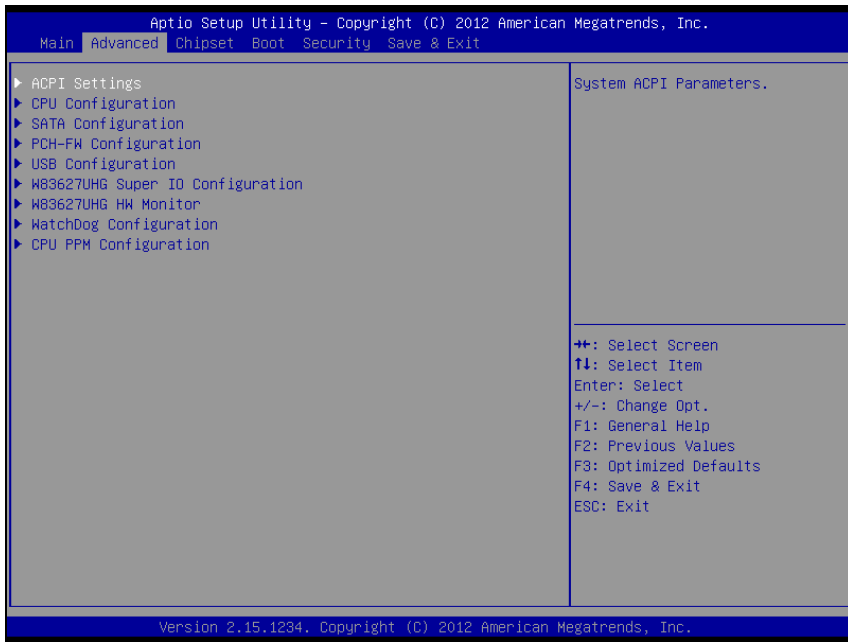 Aptio Setup Utility – Copyright (C) 2012 American Megatrends, Inc.
Main Advanced Chipset Boot Security Save & Exit
▶ ACPI Settings
▶ CPU Configuration
▶ SATA Configuration
▶ PCH-FW Configuration
▶ USB Configuration
▶ W83627UHG Super IO Configuration
▶ W83627UHG HW Monitor
▶ WatchDog Configuration
▶ CPU PPM Configuration
System ACPI Parameters.
→←: Select Screen
↑↓: Select Item
Enter: Select
+/-: Change Opt.
F1: General Help
F2: Previous Values
F3: Optimized Defaults
F4: Save & Exit
ESC: Exit
Version 2.15.1234. Copyright (C) 2012 American Megatrends, Inc.